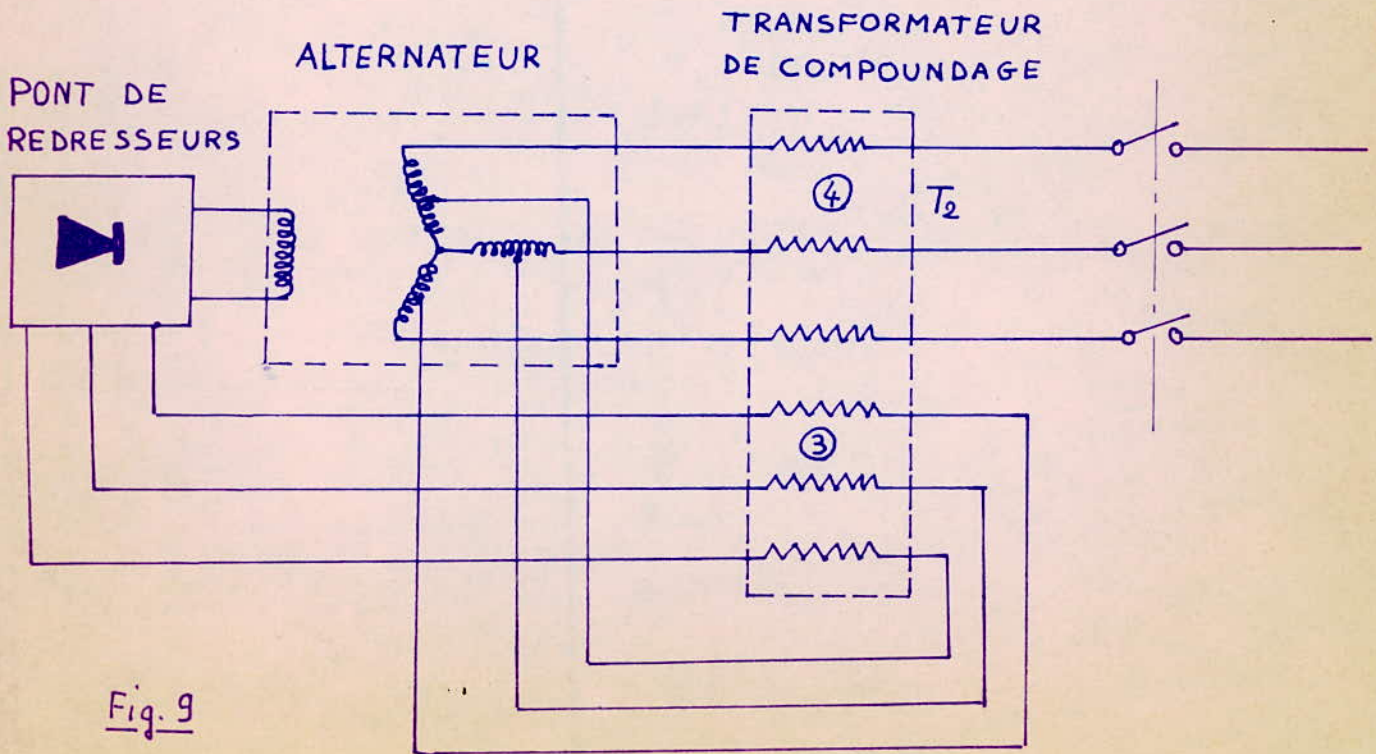 TRANSFORMATEUR
DE COMPOUNDAGE
ALTERNATEUR
PONT DE
REDRESSEURS
④
T₂
③
Fig. 9